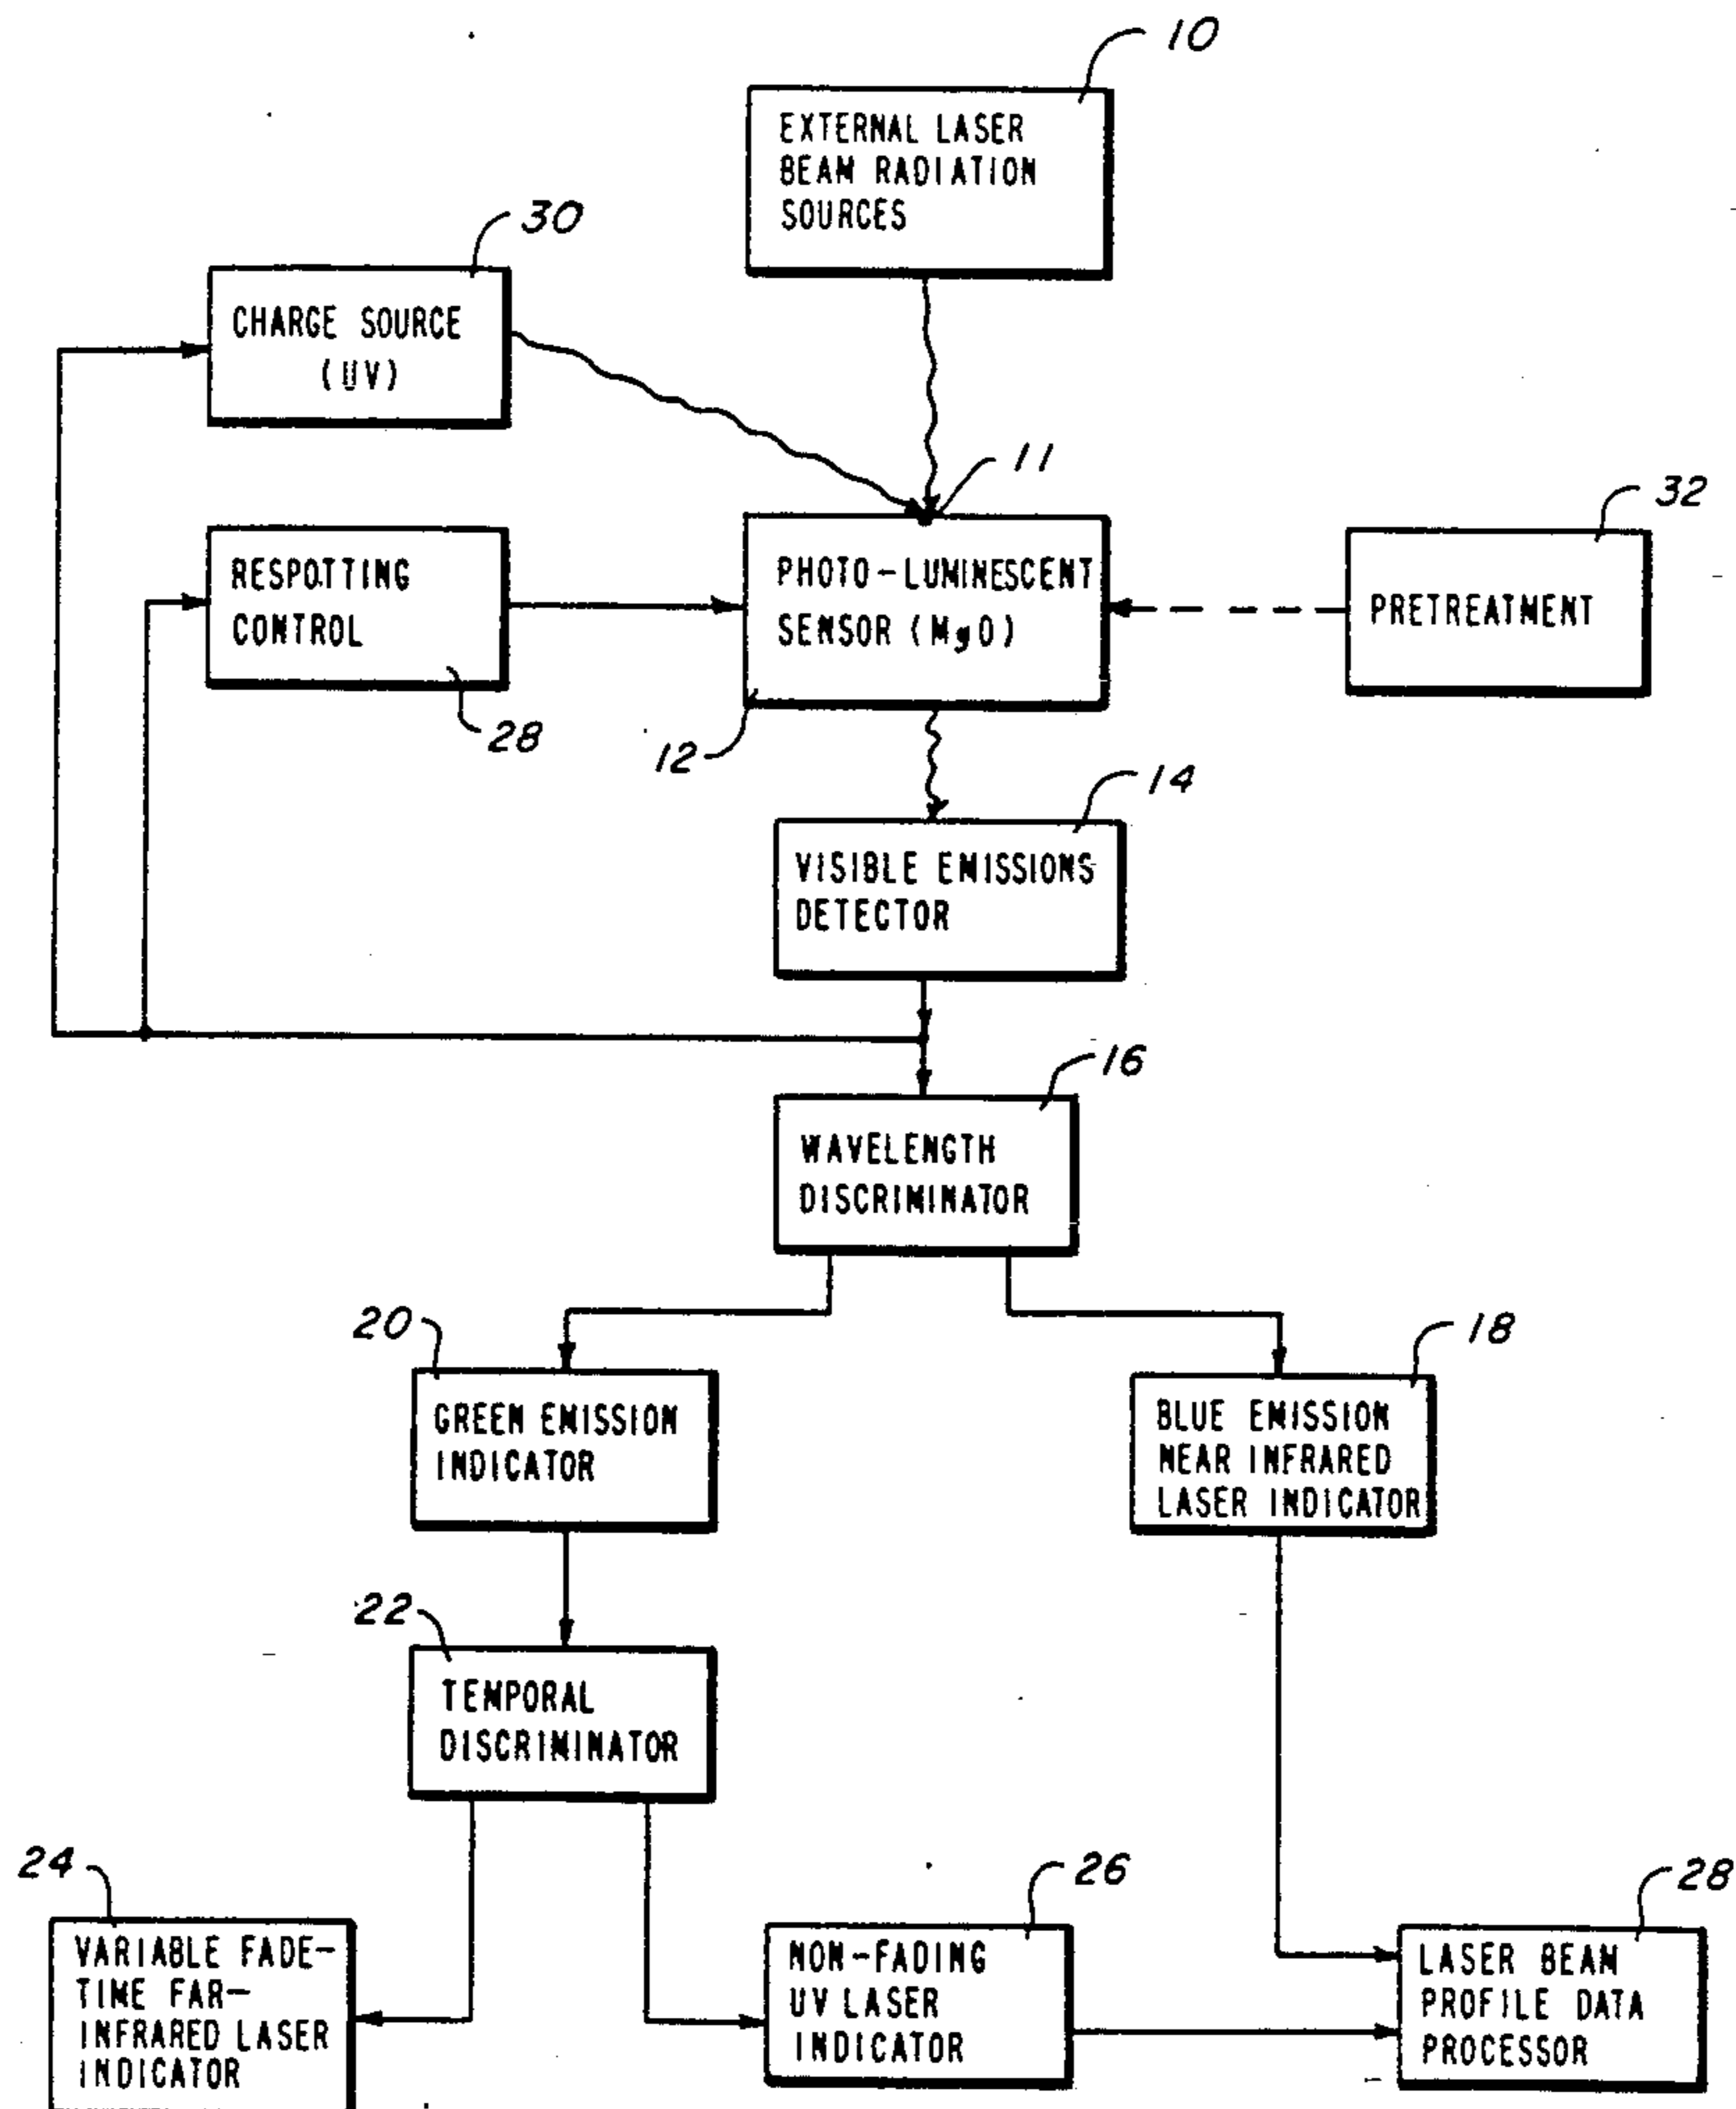 10
EXTERNAL LASER
BEAM RADIATION
SOURCES
30
CHARGE SOURCE
(UV)
11
32
RESPOTTING
CONTROL
28
PHOTO-LUMINESCENT
SENSOR (MgO)
12
PRETREATMENT
14
VISIBLE EMISSIONS
DETECTOR
16
WAVELENGTH
DISCRIMINATOR
20
GREEN EMISSION
INDICATOR
18
BLUE EMISSION
NEAR INFRARED
LASER INDICATOR
22
TEMPORAL
DISCRIMINATOR
24
VARIABLE FADE-
TIME FAR-
INFRARED LASER
INDICATOR
26
NON-FADING
UV LASER
INDICATOR
28
LASER BEAM
PROFILE DATA
PROCESSOR